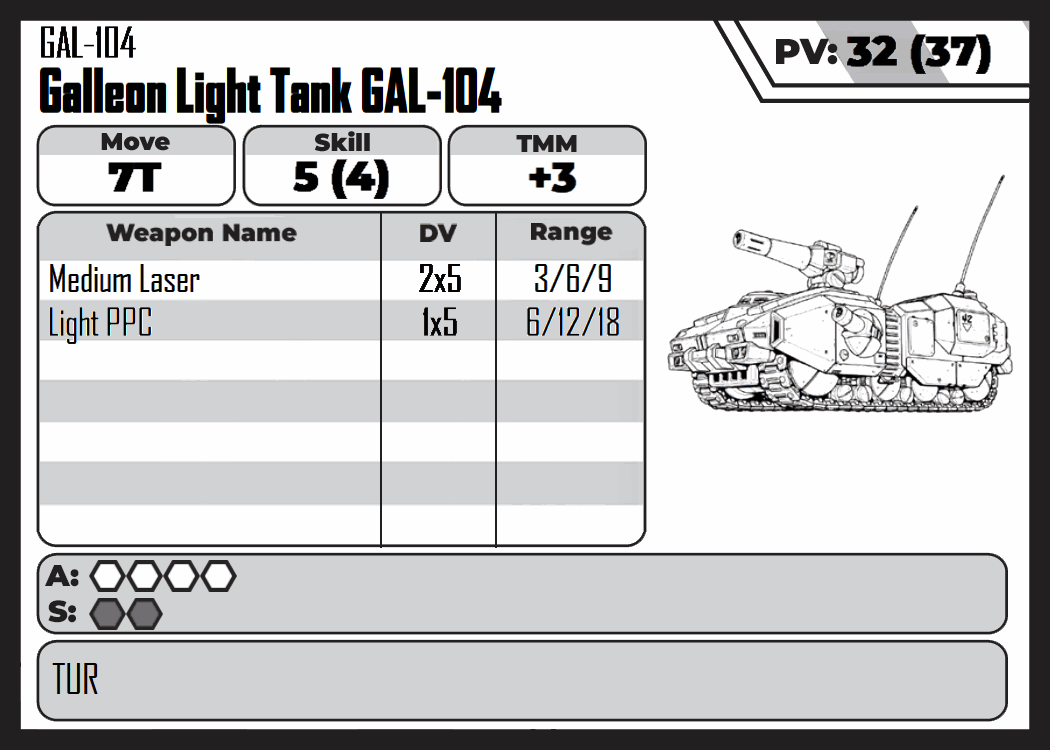 GAL-104
Galleon Light Tank GAL-104
PV: 32 (37)
Move Skill TMM
7T 5 (4) +3
Weapon Name DV Range
Medium Laser 2x5 3/6/9
Light PPC 1x5 6/12/18
A:
S:
TUR